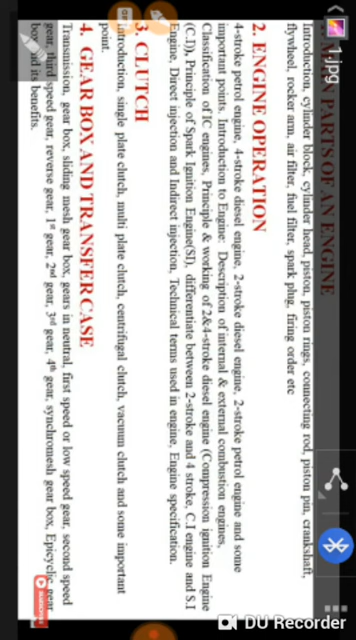 1.jpg
PARTS OF AN ENGINE
Introduction, cylinder block, cylinder head, piston, piston rings, connecting rod, piston pin, crankshaft,
flywheel, rocker arm, air filter, fuel filter, spark plug, firing order etc
2. ENGINE OPERATION
4-stroke petrol engine, 4-stroke diesel engine, 2-stroke diesel engine, 2-stroke petrol engine and some
important points. Introduction to Engine: Description of internal & external combustion engines,
Classification of IC engines, Principle & working of 2&4-stroke diesel engine (Compression ignition Engine
(C.I)), Principle of Spark Ignition Engine(SI), differentiate between 2-stroke and 4 stroke, C.I engine and S.I
Engine, Direct injection and Indirect injection, Technical terms used in engine, Engine specification.
3. CLUTCH
Introduction, single plate clutch, multi plate clutch, centrifugal clutch, vacuum clutch and some important
point.
4. GEAR BOX AND TRANSFER CASE
Transmission, gear box, sliding mesh gear box, gears in neutral, first speed or low speed gear, second speed
gear, third speed gear, reverse gear, 1st gear, 2nd gear, 3rd gear, 4th gear, synchromesh gear box, Epicyclic gear
box and its benefits.
DU Recorder